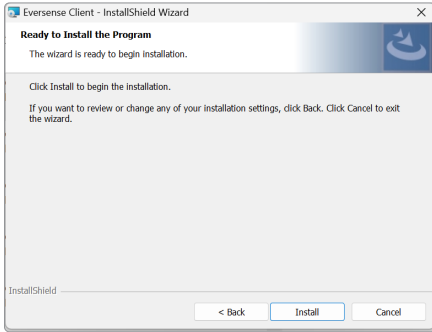 Eversense Client - InstallShield Wizard
Ready to Install the Program
The wizard is ready to begin installation.
Click Install to begin the installation.
If you want to review or change any of your installation settings, click Back. Click Cancel to exit
the wizard.
InstallShield
< Back Install Cancel